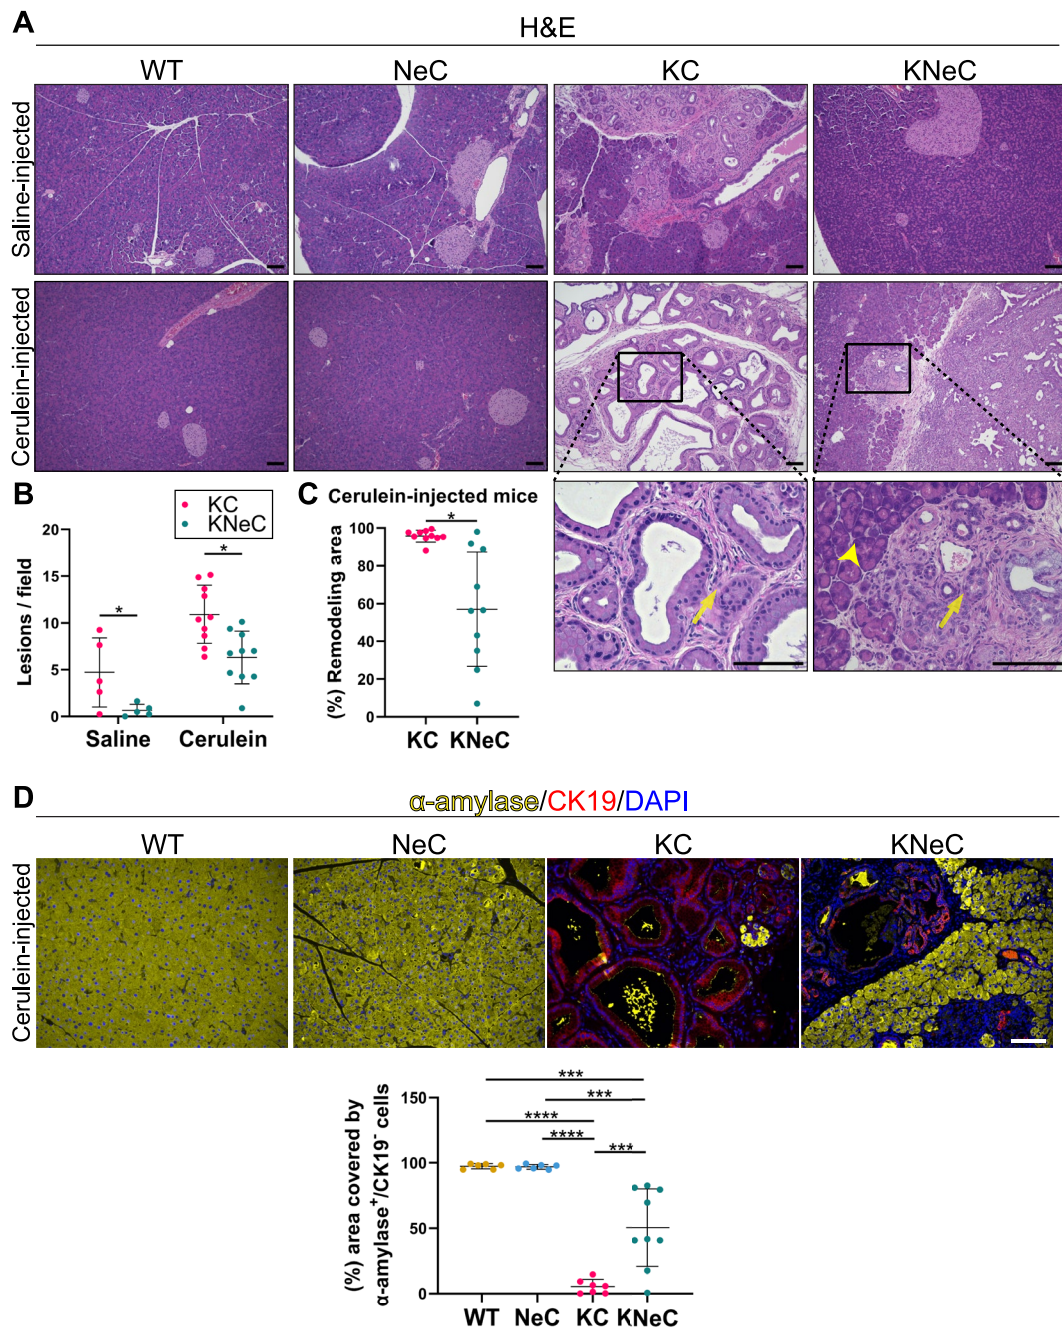 A
H&E
WT NeC KC KNeC
Saline-injected
Cerulein-injected
B
KC
KNeC
Lesions / field
20
15
10
5
0
* *
Saline Cerulein
C
Cerulein-injected mice
(%) Remodeling area
100
80
60
40
20
0
*
KC KNeC
D
α-amylase/CK19/DAPI
WT NeC KC KNeC
Cerulein-injected
(%) area covered by
α-amylase⁺/CK19⁻ cells
150
100
50
0
***
***
****
****
***
WT NeC KC KNeC